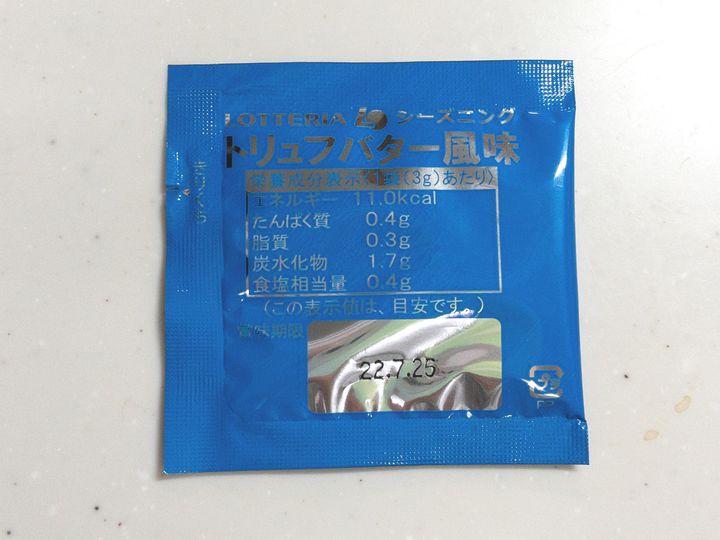 LOTTERIA シーズニング
トリュフバター風味
栄養成分表示〈1袋(3g)あたり〉
エネルギー 11.0kcal
たんぱく質 0.4g
脂質 0.3g
炭水化物 1.7g
食塩相当量 0.4g
(この表示値は、目安です。)
賞味期限
22.7.25
プラ